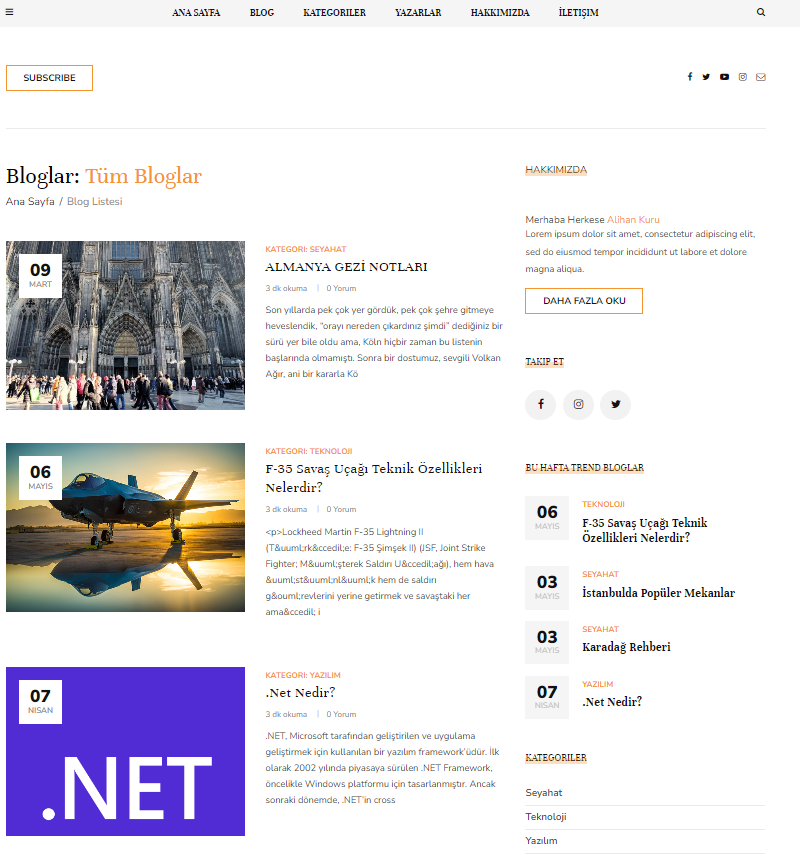 ANA SAYFA BLOG KATEGORILER YAZARLAR HAKKIMIZDA İLETIŞIM
SUBSCRIBE
Bloglar: Tüm Bloglar
Ana Sayfa / Blog Listesi
09
MART
KATEGORI: SEYAHAT
ALMANYA GEZİ NOTLARI
3 dk okuma | 0 Yorum
Son yıllarda pek çok yer gördük, pek çok şehre gitmeye
heveslendik, “orayı nereden çıkardınız şimdi” dediğiniz bir
sürü yer bile oldu ama, Köln hiçbir zaman bu listenin
başlarında olmamıştı. Sonra bir dostumuz, sevgili Volkan
Ağır, ani bir kararla Kö
06
MAYIS
KATEGORI: TEKNOLOJI
F-35 Savaş Uçağı Teknik Özellikleri
Nelerdir?
3 dk okuma | 0 Yorum
<p>Lockheed Martin F-35 Lightning II
(T&uuml;rk&ccedil;e: F-35 Şimşek II) (JSF, Joint Strike
Fighter; M&uuml;şterek Saldırı U&ccedil;ağı), hem hava
&uuml;st&uuml;nl&uuml;k hem de saldırı
g&ouml;revlerini yerine getirmek ve savaştaki her
ama&ccedil; i
07
NISAN
.NET
KATEGORI: YAZILIM
.Net Nedir?
3 dk okuma | 0 Yorum
.NET, Microsoft tarafından geliştirilen ve uygulama
geliştirmek için kullanılan bir yazılım framework'üdür. İlk
olarak 2002 yılında piyasaya sürülen .NET Framework,
öncelikle Windows platformu için tasarlanmıştır. Ancak
sonraki dönemde, .NET'in cross
HAKKIMIZDA
Merhaba Herkese Alihan Kuru
Lorem ipsum dolor sit amet, consectetur adipiscing elit,
sed do eiusmod tempor incididunt ut labore et dolore
magna aliqua.
DAHA FAZLA OKU
TAKIP ET
BU HAFTA TREND BLOGLAR
06
MAYIS
TEKNOLOJI
F-35 Savaş Uçağı Teknik
Özellikleri Nelerdir?
03
MAYIS
SEYAHAT
İstanbulda Popüler Mekanlar
03
MAYIS
SEYAHAT
Karadağ Rehberi
07
NISAN
YAZILIM
.Net Nedir?
KATEGORILER
Seyahat
Teknoloji
Yazılım